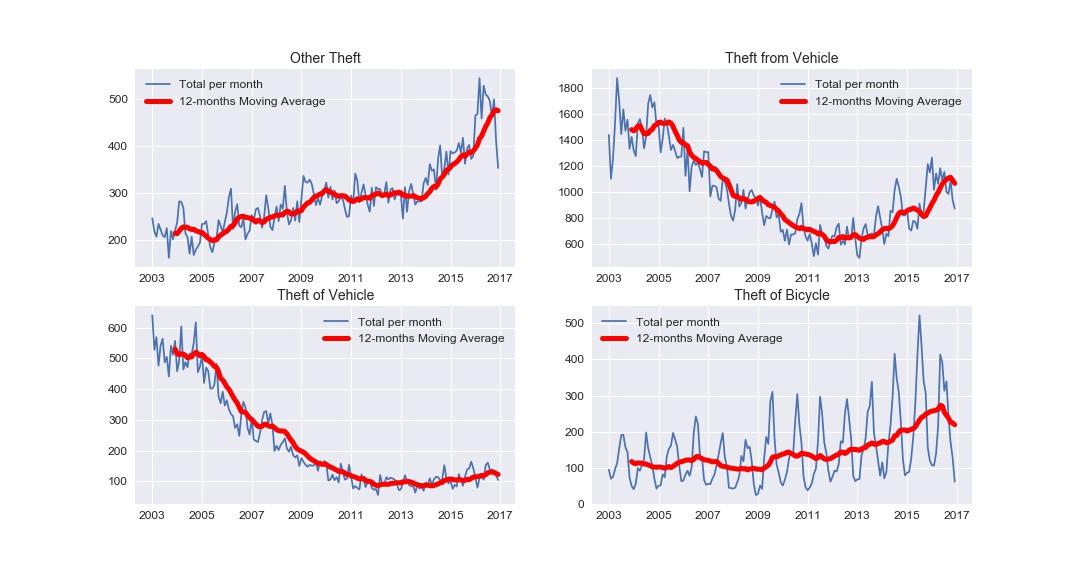 Other Theft
Total per month
12-months Moving Average
500
400
300
200
2003 2005 2007 2009 2011 2013 2015 2017
Theft from Vehicle
Total per month
12-months Moving Average
1800
1600
1400
1200
1000
800
600
2003 2005 2007 2009 2011 2013 2015 2017
Theft of Vehicle
Total per month
12-months Moving Average
600
500
400
300
200
100
2003 2005 2007 2009 2011 2013 2015 2017
Theft of Bicycle
Total per month
12-months Moving Average
500
400
300
200
100
0
2003 2005 2007 2009 2011 2013 2015 2017